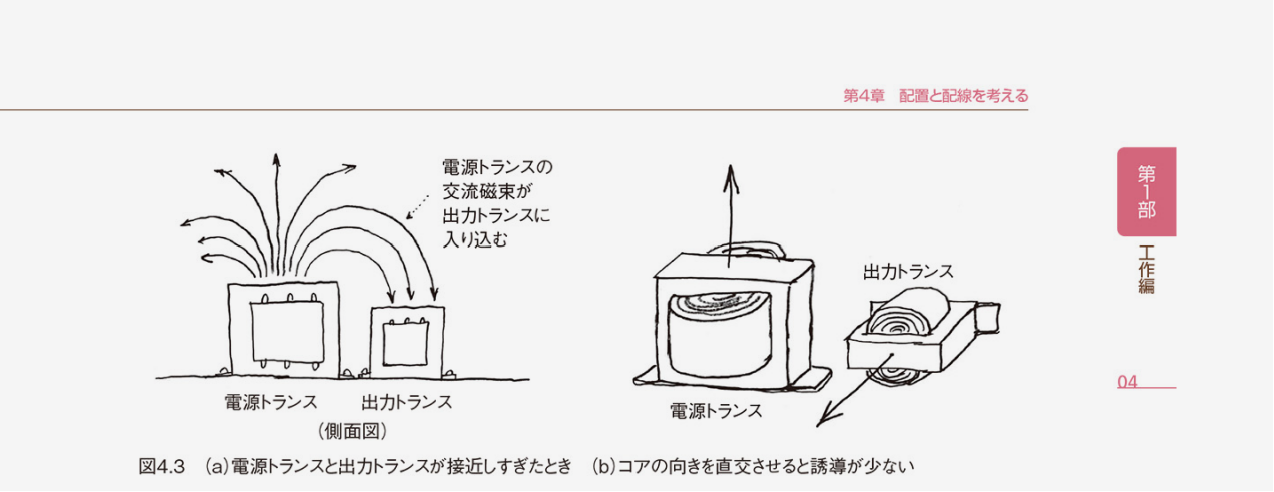 第4章　配置と配線を考える
電源トランスの
交流磁束が
出力トランスに
入り込む
電源トランス
出力トランス
（側面図）
出力トランス
電源トランス
図4.3　（a）電源トランスと出力トランスが接近しすぎたとき　（b）コアの向きを直交させると誘導が少ない
第1部
工作編
04